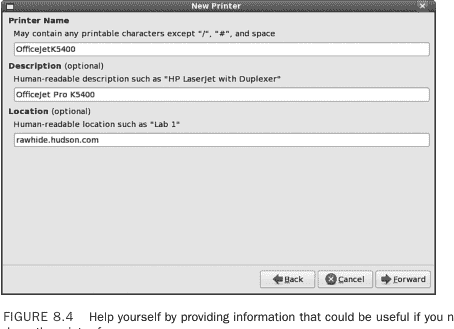 New Printer
Printer Name
May contain any printable characters except "/", "#", and space
OfficeJetK5400
Description (optional)
Human-readable description such as "HP LaserJet with Duplexer"
OfficeJet Pro K5400
Location (optional)
Human-readable location such as "Lab 1"
rawhide.hudson.com
Back
Cancel
Forward
FIGURE 8.4 Help yourself by providing information that could be useful if you